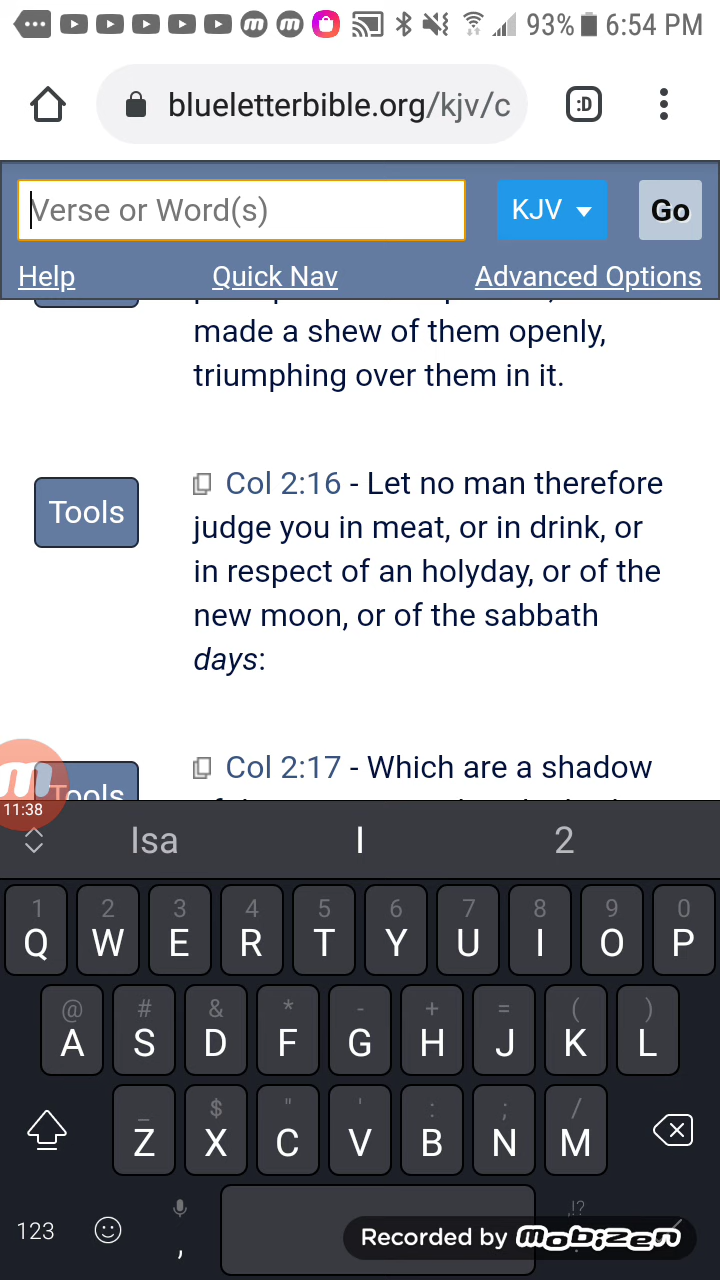 93% 6:54 PM
blueletterbible.org/kjv/c :D
Verse or Word(s) KJV Go
Help Quick Nav Advanced Options
made a shew of them openly,
triumphing over them in it.
Tools
Col 2:16 - Let no man therefore
judge you in meat, or in drink, or
in respect of an holyday, or of the
new moon, or of the sabbath
days:
Col 2:17 - Which are a shadow
Tools
11:38
Isa I 2
1 2 3 4 5 6 7 8 9 0
Q W E R T Y U I O P
@ # & * - + = ( )
A S D F G H J K L
_ $ " ' : ; /
Z X C V B N M
123 , ,!?
Recorded by mobizen